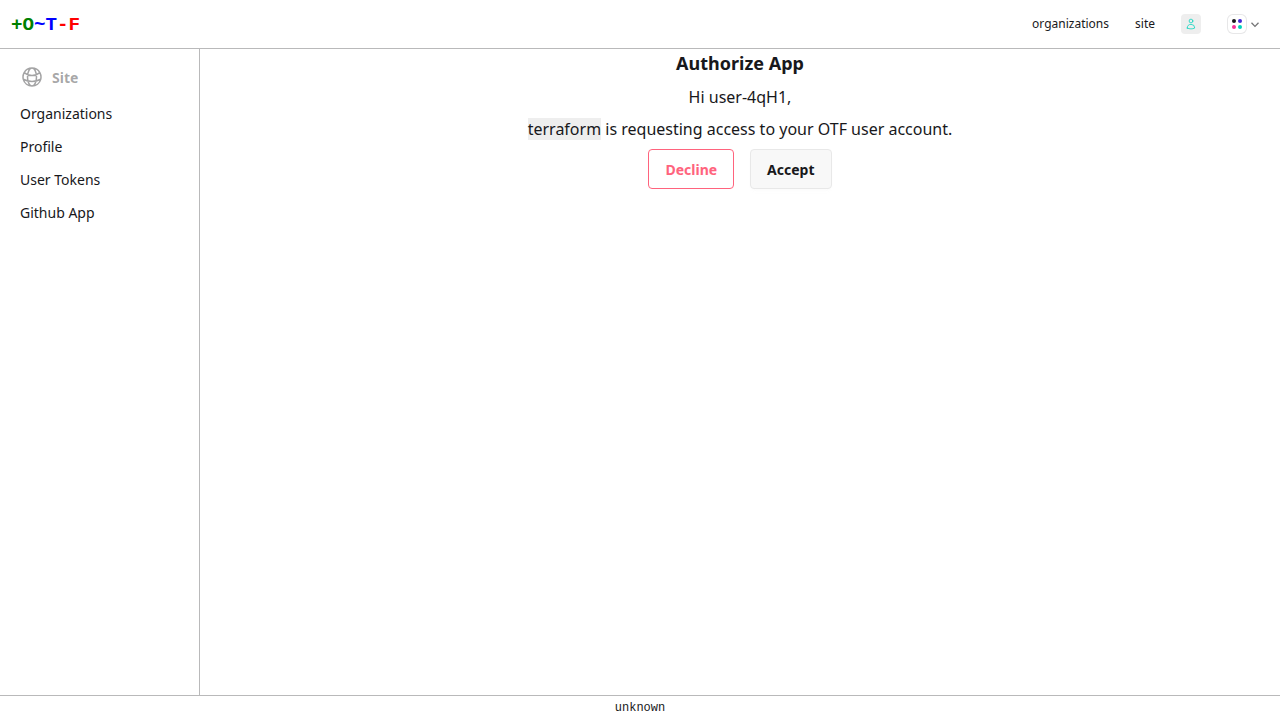 +O~T-F
organizations
site
Site
Organizations
Profile
User Tokens
Github App
Authorize App
Hi user-4qH1,
terraform is requesting access to your OTF user account.
Decline
Accept
unknown